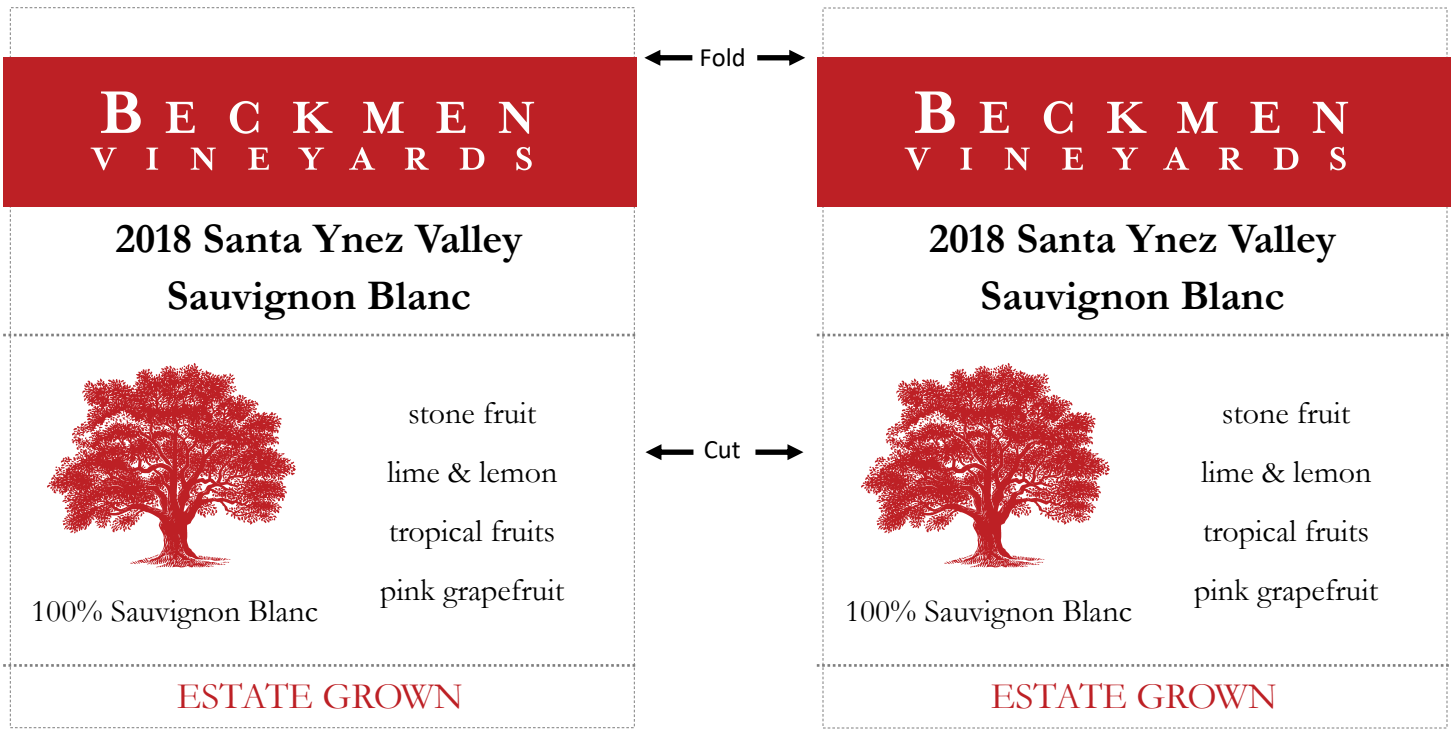 BECKMEN
VINEYARDS
2018 Santa Ynez Valley
Sauvignon Blanc
stone fruit
lime & lemon
tropical fruits
pink grapefruit
100% Sauvignon Blanc
ESTATE GROWN
Fold
Cut
BECKMEN
VINEYARDS
2018 Santa Ynez Valley
Sauvignon Blanc
stone fruit
lime & lemon
tropical fruits
pink grapefruit
100% Sauvignon Blanc
ESTATE GROWN